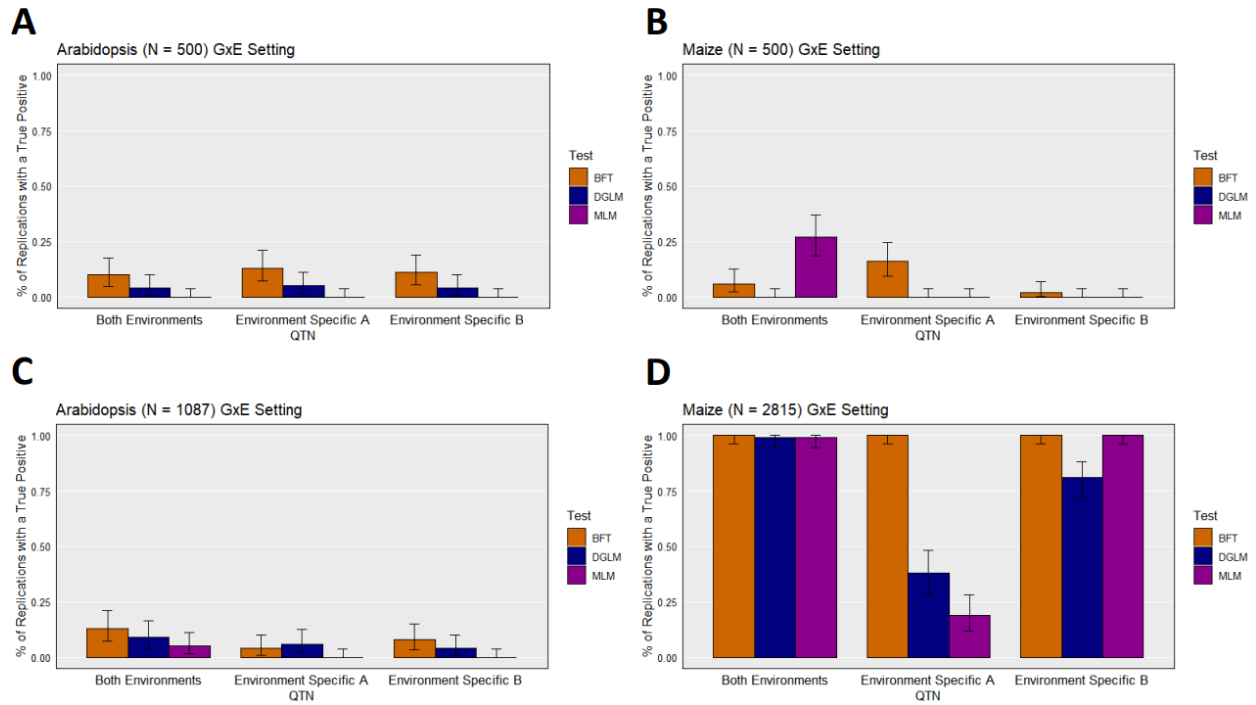 A
Arabidopsis (N = 500) GxE Setting
% of Replications with a True Positive
1.00
0.75
0.50
0.25
0.00
Both Environments
Environment Specific A
Environment Specific B
QTN
Test
BFT
DGLM
MLM
B
Maize (N = 500) GxE Setting
% of Replications with a True Positive
1.00
0.75
0.50
0.25
0.00
Both Environments
Environment Specific A
Environment Specific B
QTN
Test
BFT
DGLM
MLM
C
Arabidopsis (N = 1087) GxE Setting
% of Replications with a True Positive
1.00
0.75
0.50
0.25
0.00
Both Environments
Environment Specific A
Environment Specific B
QTN
Test
BFT
DGLM
MLM
D
Maize (N = 2815) GxE Setting
% of Replications with a True Positive
1.00
0.75
0.50
0.25
0.00
Both Environments
Environment Specific A
Environment Specific B
QTN
Test
BFT
DGLM
MLM